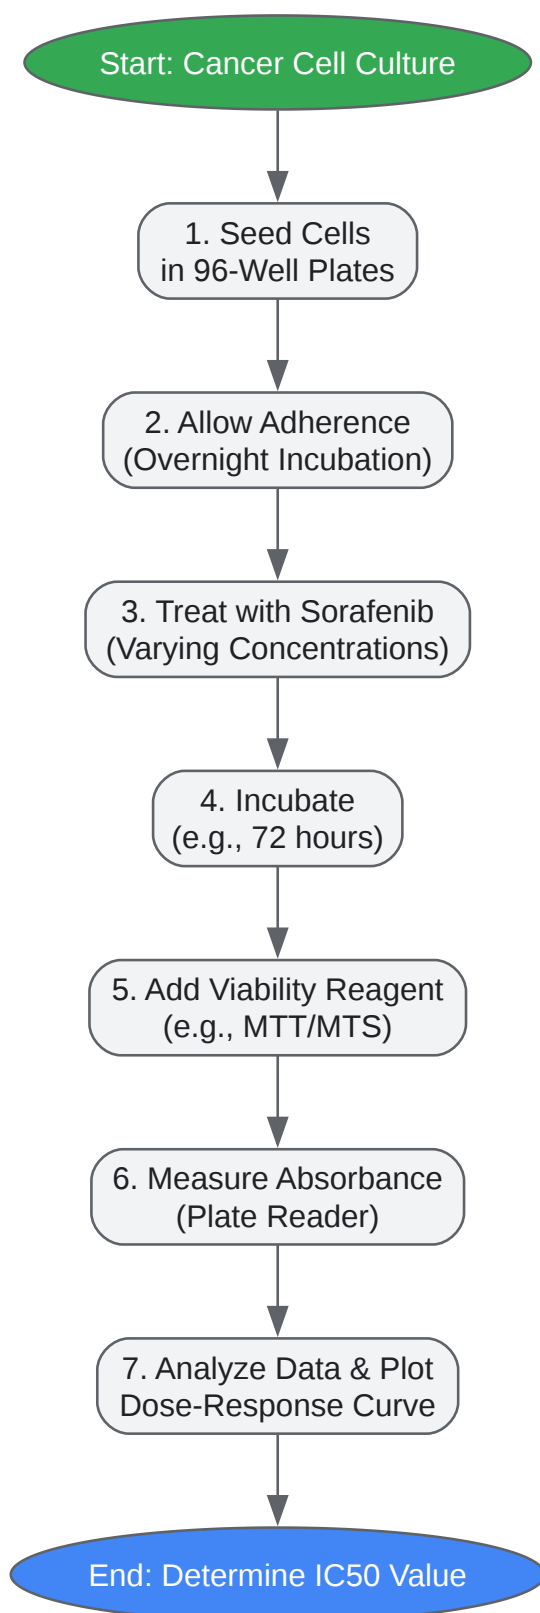 Start: Cancer Cell Culture
1. Seed Cells
in 96-Well Plates
2. Allow Adherence
(Overnight Incubation)
3. Treat with Sorafenib
(Varying Concentrations)
4. Incubate
(e.g., 72 hours)
5. Add Viability Reagent
(e.g., MTT/MTS)
6. Measure Absorbance
(Plate Reader)
7. Analyze Data & Plot
Dose-Response Curve
End: Determine IC50 Value